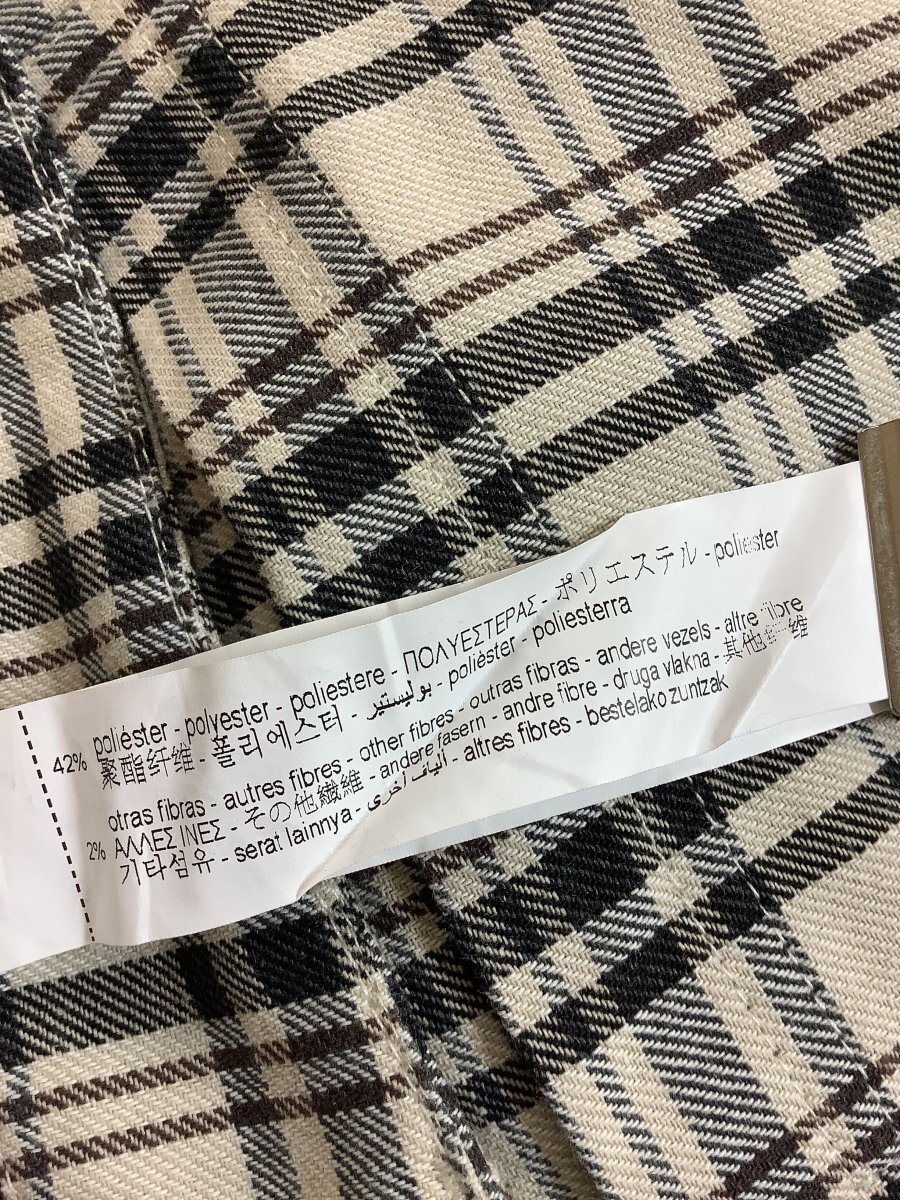 42% poliéster - polyester - poliestere - ΠΟΛΥΕΣΤΕΡΑΣ - ポリエステル - poliester
聚酯纤维 - 폴리에스터 - بوليستير - polièster - poliesterra
otras fibras - autres fibres - other fibres - outras fibras - andere vezels - altre fibre
2% ΑΛΛΕΣ ΙΝΕΣ - その他繊維 - andere fasern - andre fibre - druga vlakna - 其他纤维
기타섬유 - serat lainnya - ألياف أخرى - altres fibres - bestelako zuntzak